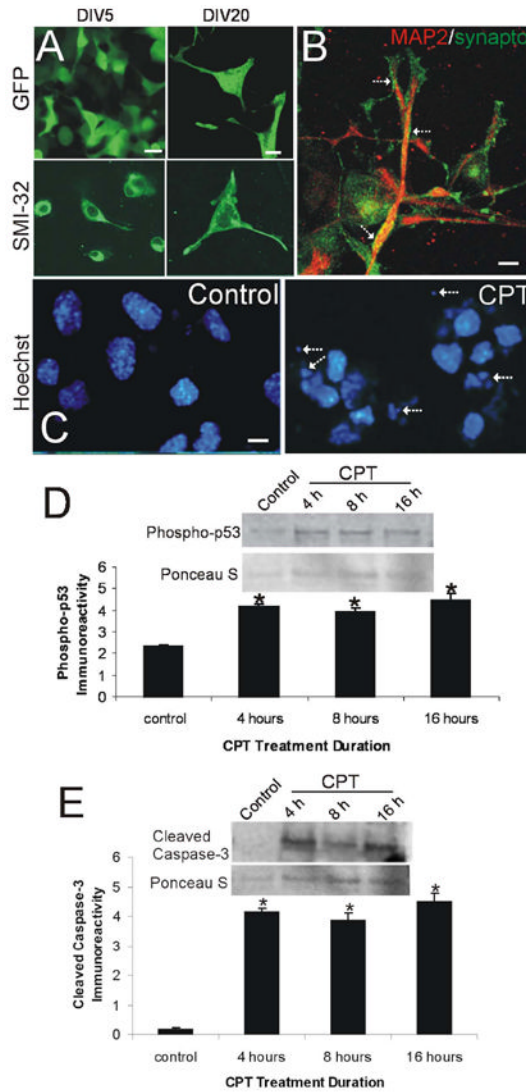 DIV5 DIV20
A
GFP
SMI-32
B MAP2/synapto
Hoechst
Control
C
CPT
D
CPT
Control 4 h 8 h 16 h
Phospho-p53
Ponceau S
Phospho-p53
Immunoreactivity
6
5
4
3
2
1
0
* * *
control 4 hours 8 hours 16 hours
CPT Treatment Duration
E
CPT
Control 4 h 8 h 16 h
Cleaved
Caspase-3
Ponceau S
Cleaved Caspase-3
Immunoreactivity
6
5
4
3
2
1
0
* * *
control 4 hours 8 hours 16 hours
CPT Treatment Duration